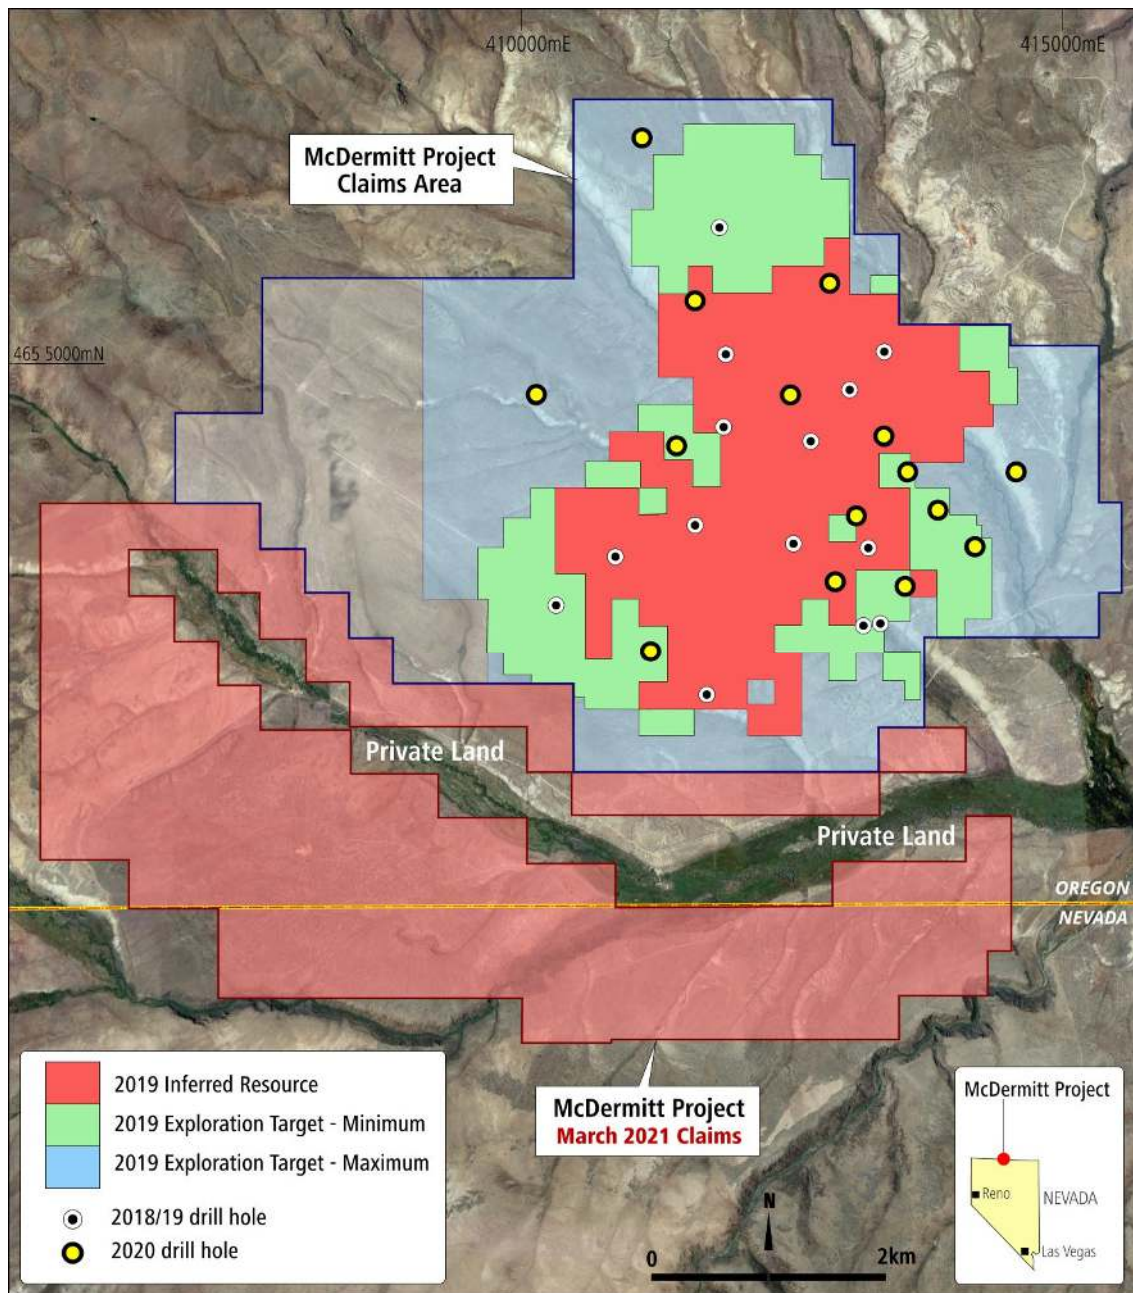 410000mE
415000mE
McDermitt Project
Claims Area
465 5000mN
Private Land
Private Land
OREGON
NEVADA
2019 Inferred Resource
2019 Exploration Target - Minimum
2019 Exploration Target - Maximum
2018/19 drill hole
2020 drill hole
McDermitt Project
March 2021 Claims
N
0
2km
McDermitt Project
Reno
NEVADA
Las Vegas